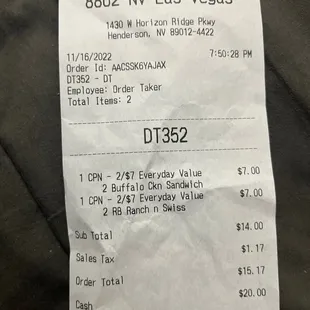 8802 NV Las Vegas
1430 W Horizon Ridge Pkwy
Henderson, NV 89012-4422
11/16/2022 7:50:28 PM
Order Id: AACSSK6YAJAX
DT352 - DT
Employee: Order Taker
Total Items: 2
DT352
1 CPN - 2/$7 Everyday Value $7.00
2 Buffalo Ckn Sandwich
1 CPN - 2/$7 Everyday Value $7.00
2 RB Ranch n Swiss
Sub Total $14.00
Sales Tax $1.17
Order Total $15.17
Cash $20.00